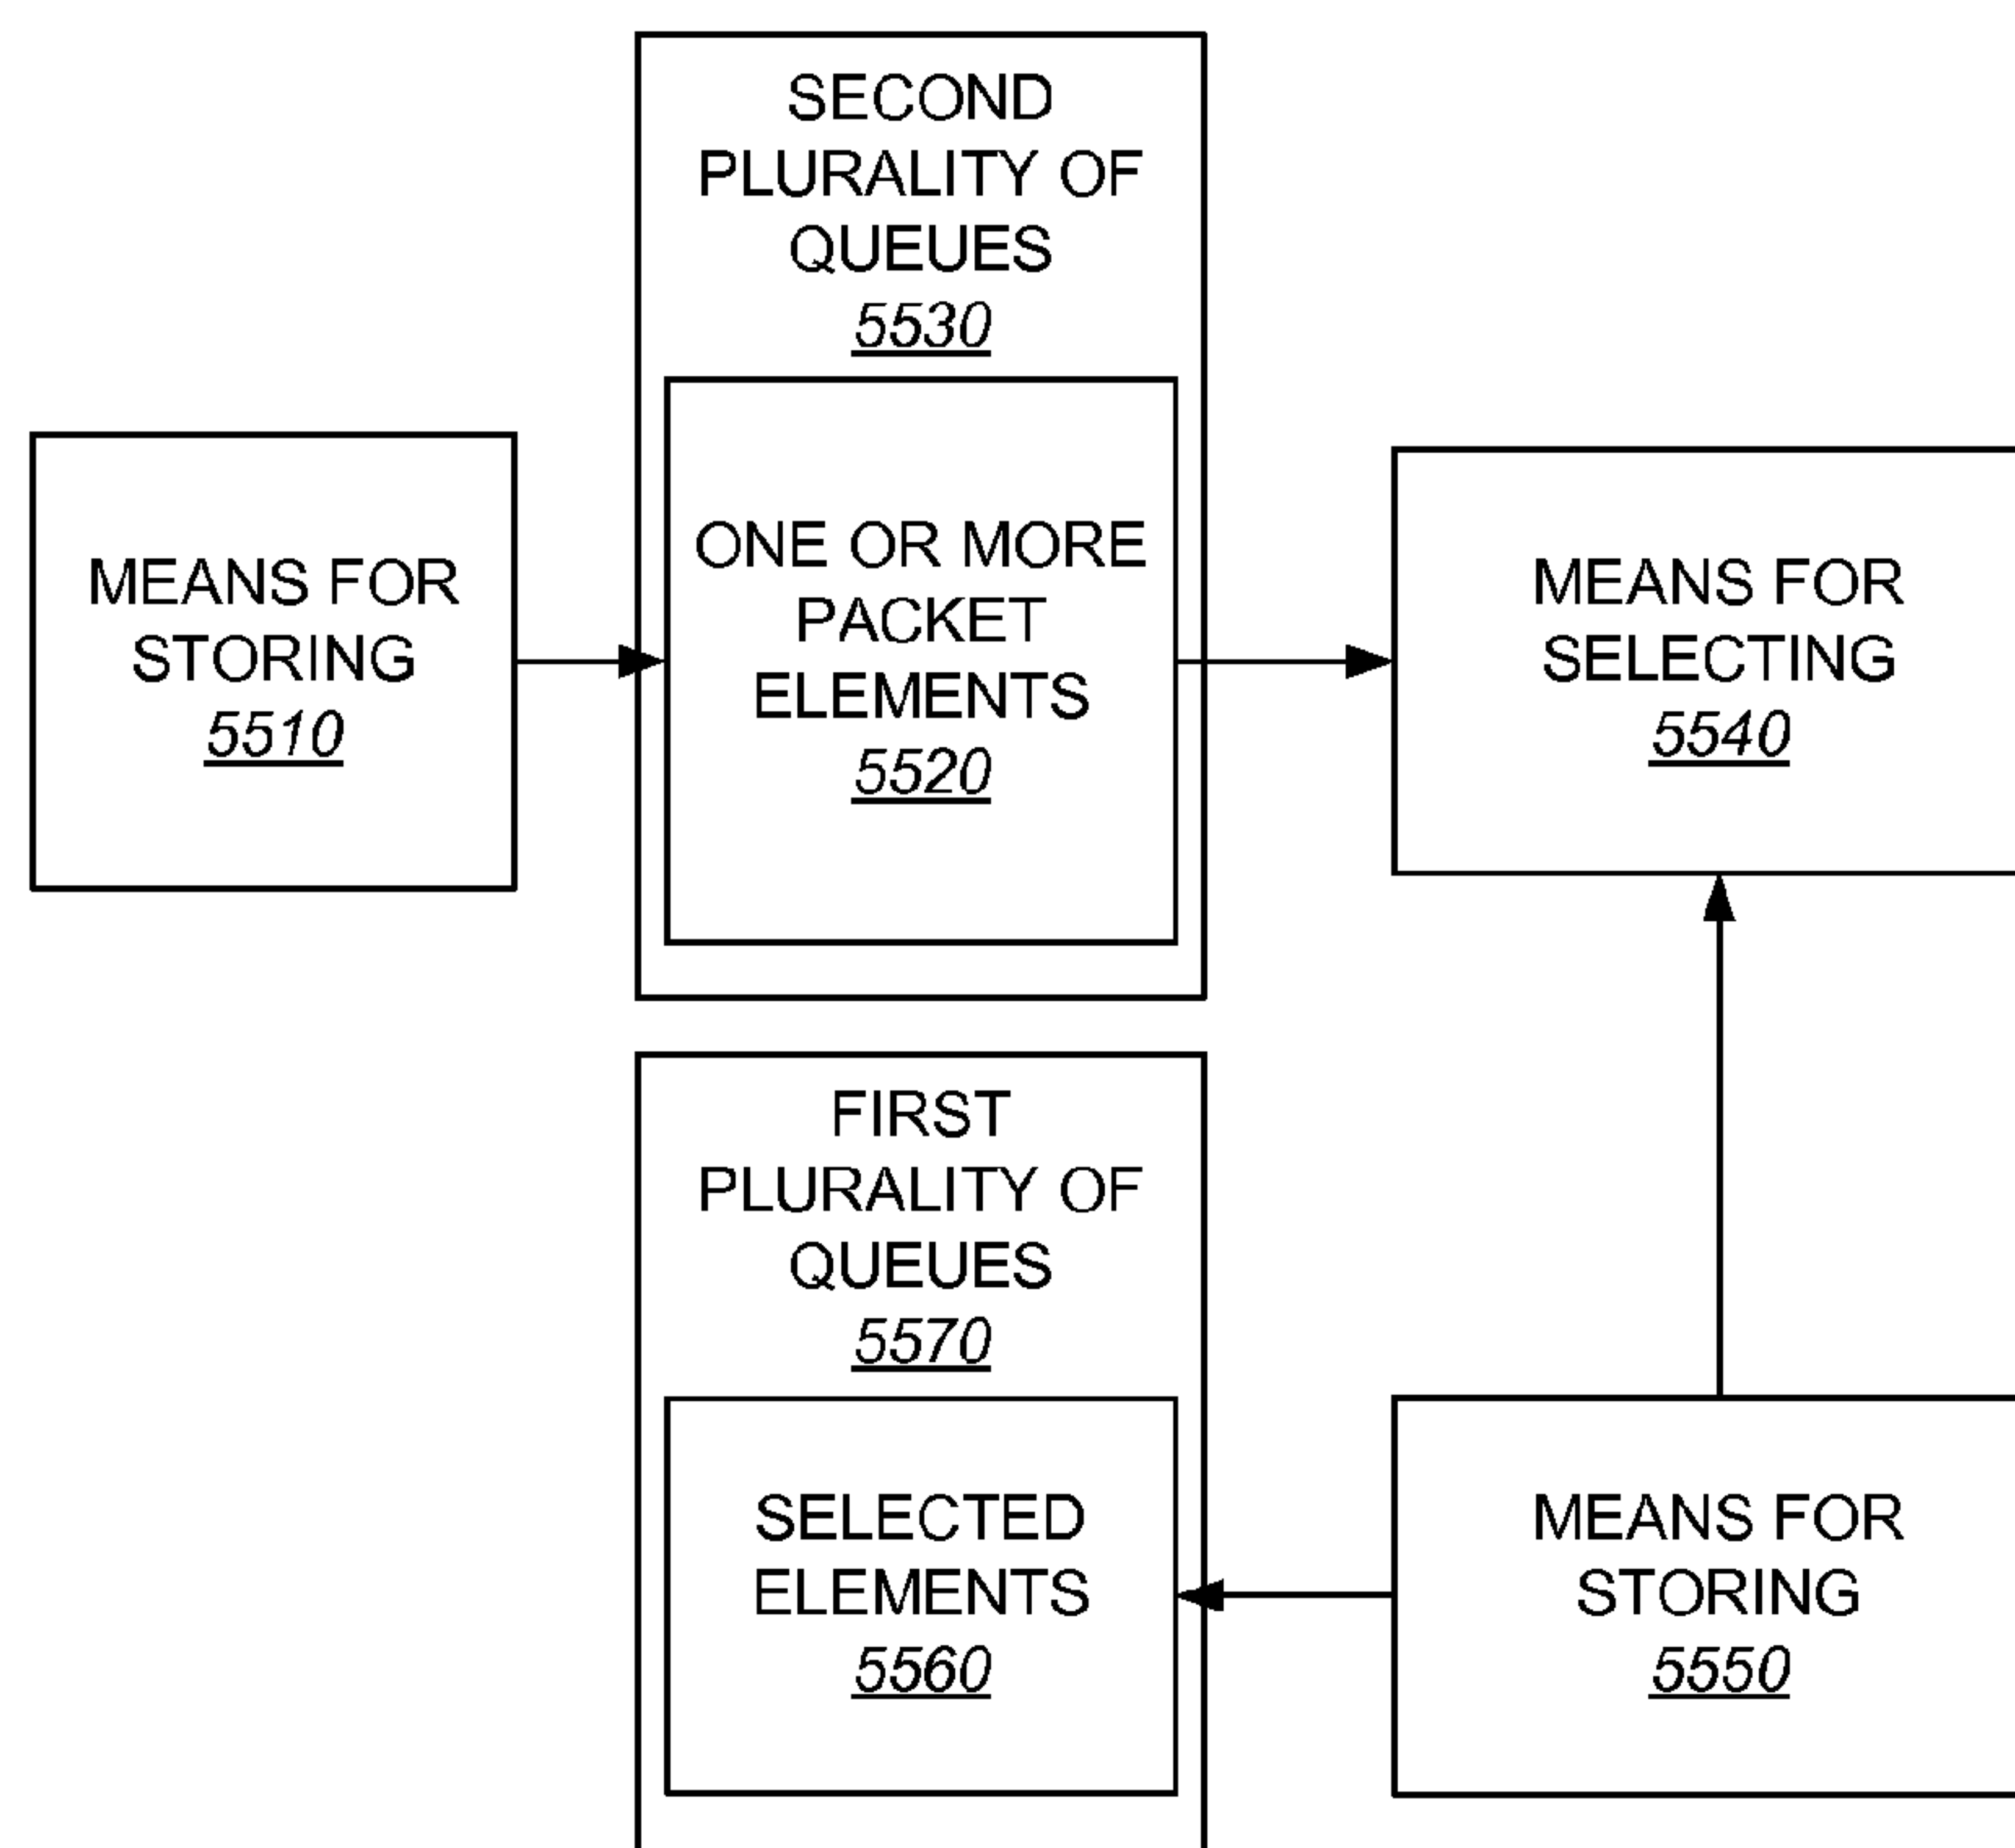 SECOND
PLURALITY OF
QUEUES
5530
MEANS FOR
STORING
5510
ONE OR MORE
PACKET
ELEMENTS
5520
MEANS FOR
SELECTING
5540
FIRST
PLURALITY OF
QUEUES
5570
SELECTED
ELEMENTS
5560
MEANS FOR
STORING
5550